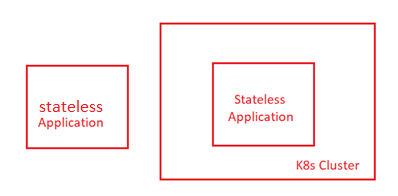 stateless
Application
Stateless
Application
K8s Cluster